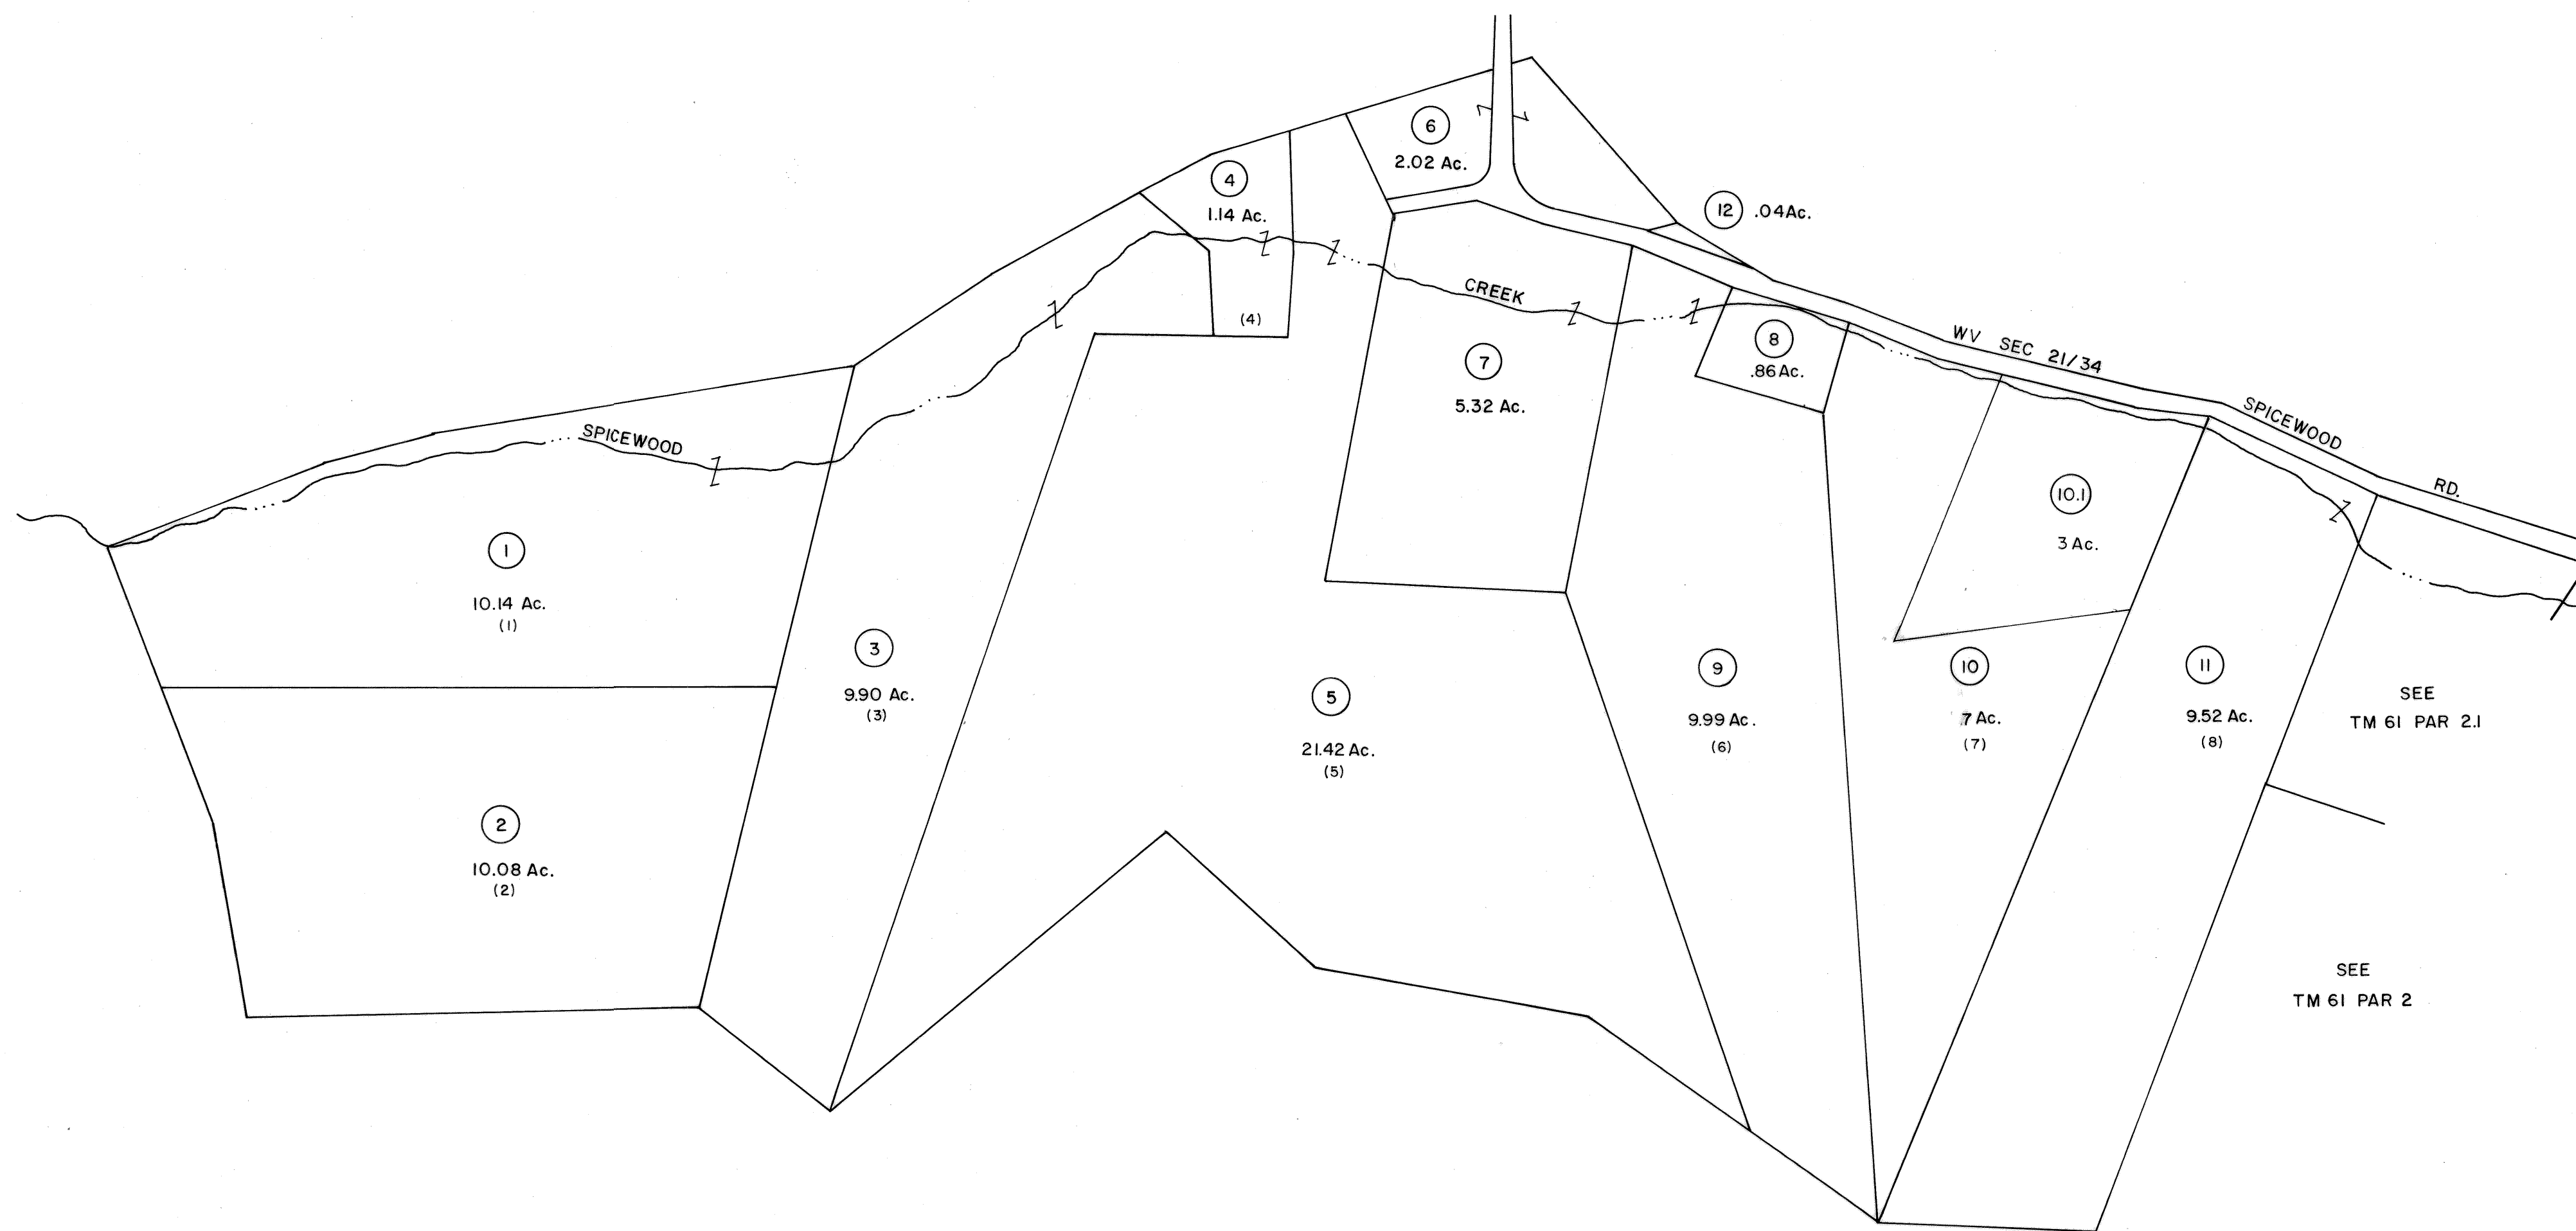 6
2.02 Ac.
4
1.14 Ac.
(4)
12 .04Ac.
CREEK
7
5.32 Ac.
8
.86 Ac.
WV SEC 21/34
SPICEWOOD
RD.
SPICEWOOD
1
10.14 Ac.
(1)
10.1
3 Ac.
3
9.90 Ac.
(3)
5
21.42 Ac.
(5)
9
9.99 Ac.
(6)
10
7 Ac.
(7)
11
9.52 Ac.
(8)
SEE
TM 61 PAR 2.1
2
10.08 Ac.
(2)
SEE
TM 61 PAR 2